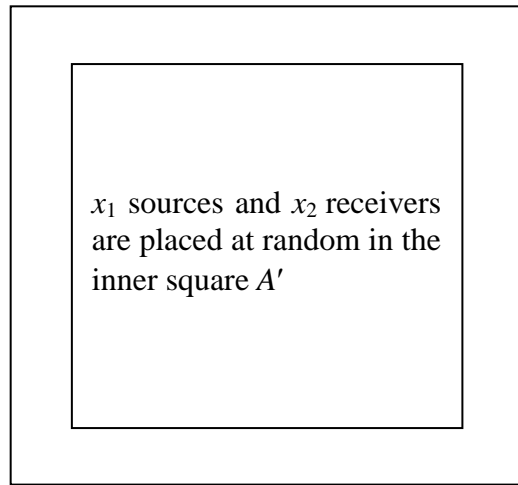 x₁ sources and x₂ receivers
are placed at random in the
inner square A′